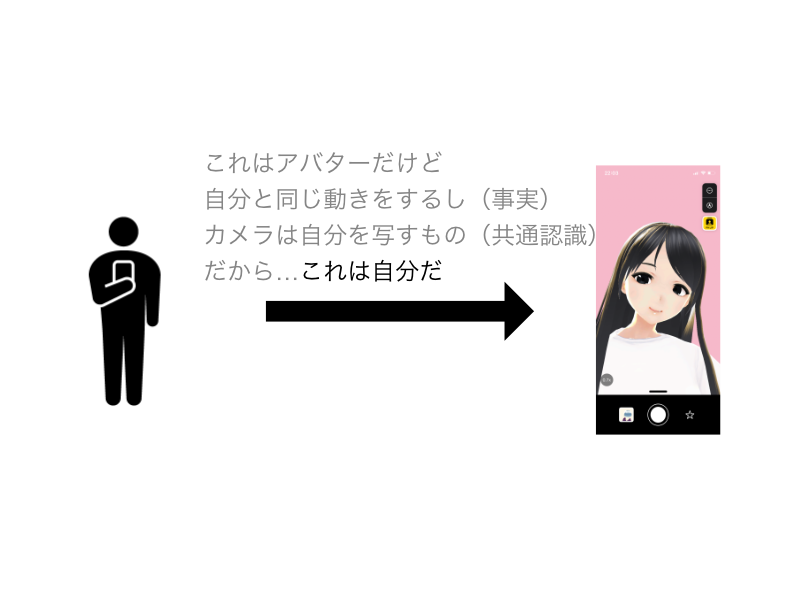 これはアバターだけど
自分と同じ動きをするし（事実）
カメラは自分を写すもの（共通認識）
だから…これは自分だ